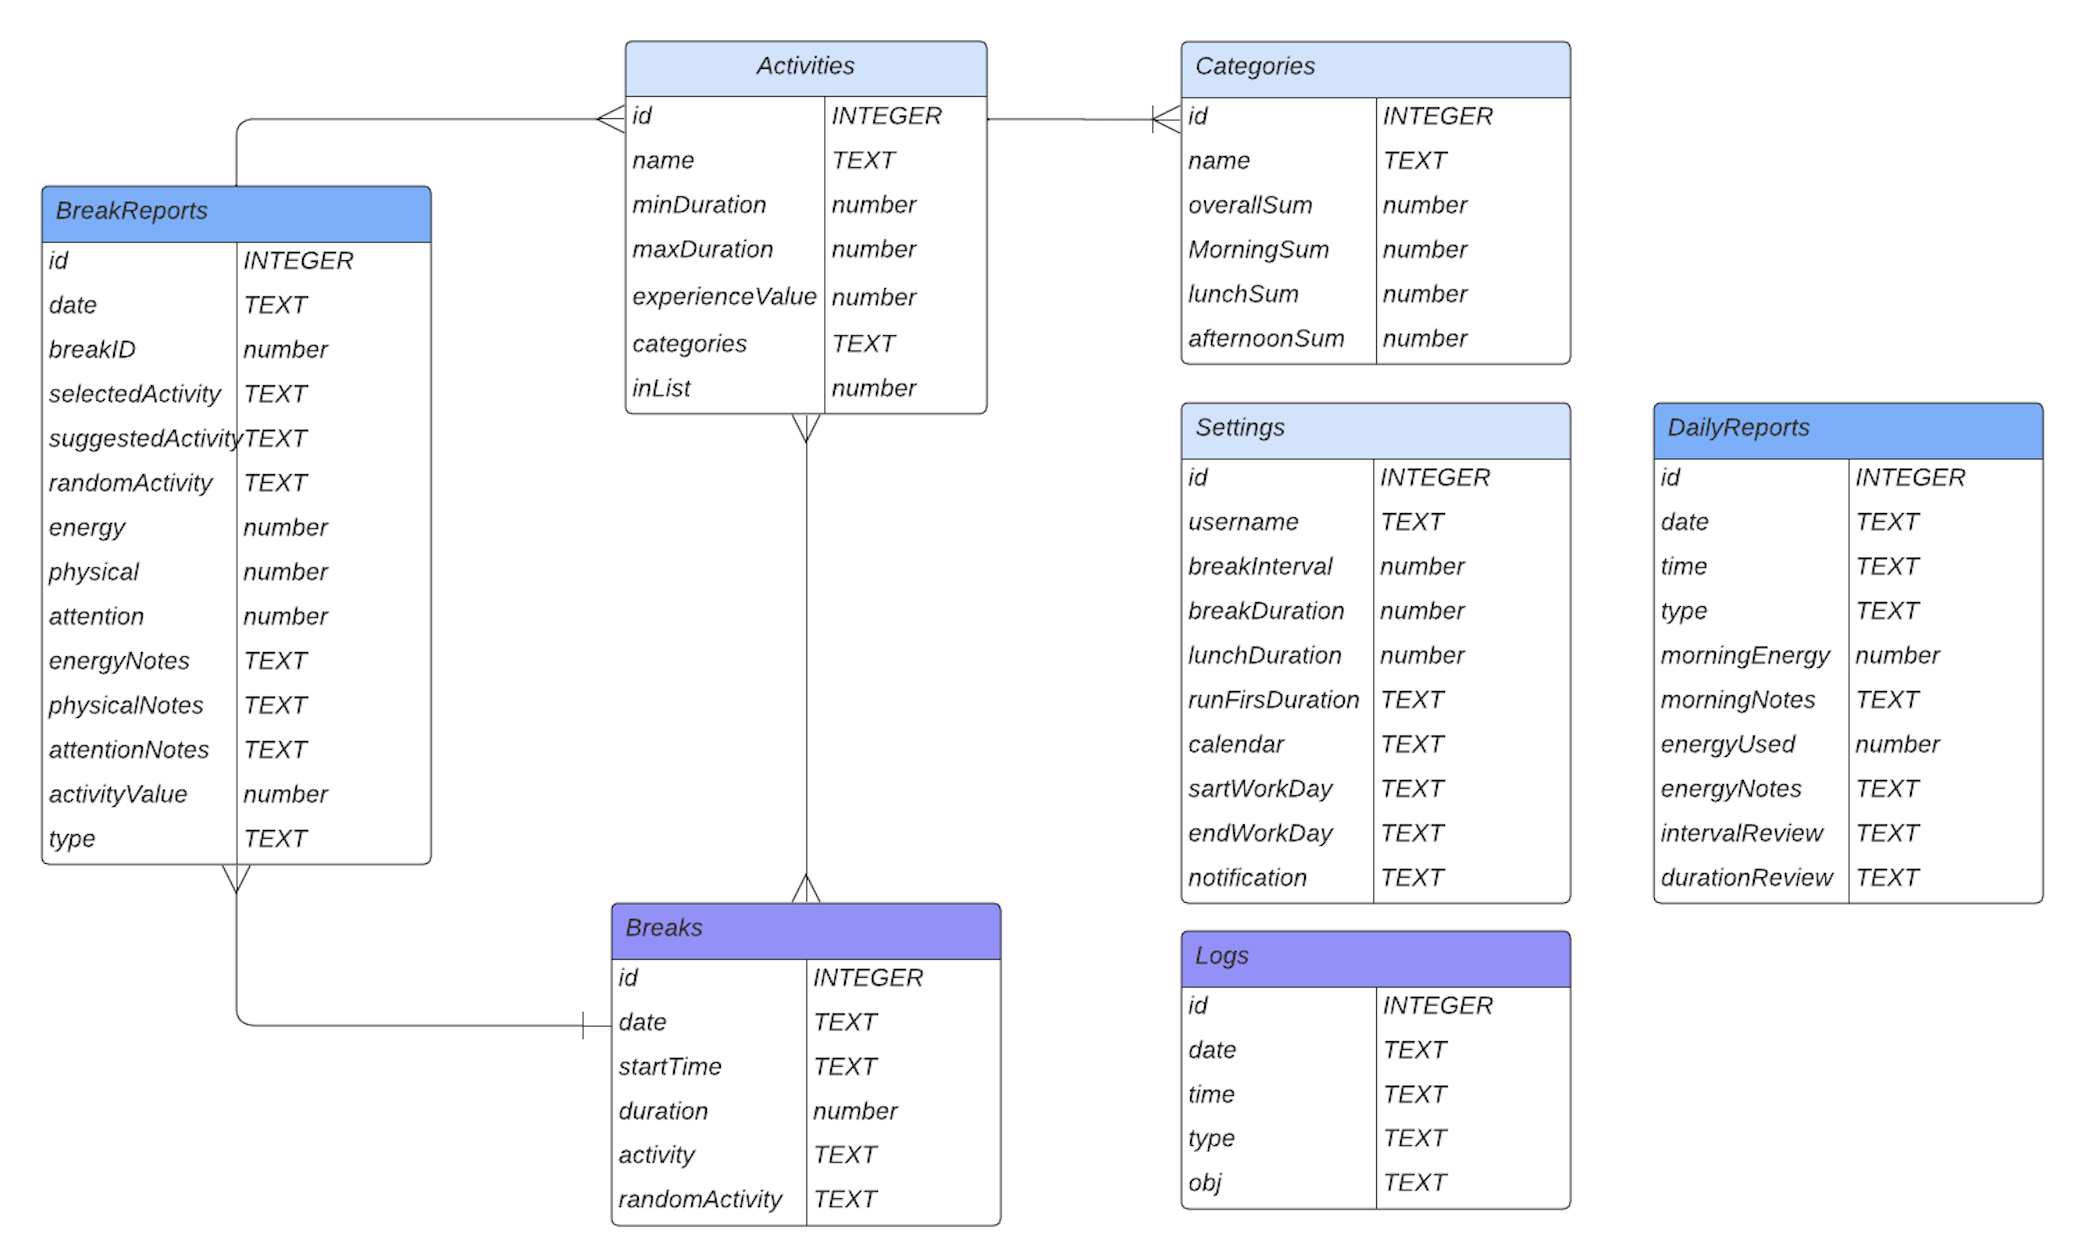 Activities
id INTEGER
name TEXT
minDuration number
maxDuration number
experienceValue number
categories TEXT
inList number
Categories
id INTEGER
name TEXT
overallSum number
MorningSum number
lunchSum number
afternoonSum number
BreakReports
id INTEGER
date TEXT
breakID number
selectedActivity TEXT
suggestedActivity TEXT
randomActivity TEXT
energy number
physical number
attention number
energyNotes TEXT
physicalNotes TEXT
attentionNotes TEXT
activityValue number
type TEXT
Settings
id INTEGER
username TEXT
breakInterval number
breakDuration number
lunchDuration number
runFirsDuration TEXT
calendar TEXT
sartWorkDay TEXT
endWorkDay TEXT
notification TEXT
DailyReports
id INTEGER
date TEXT
time TEXT
type TEXT
morningEnergy number
morningNotes TEXT
energyUsed number
energyNotes TEXT
intervalReview TEXT
durationReview TEXT
Breaks
id INTEGER
date TEXT
startTime TEXT
duration number
activity TEXT
randomActivity TEXT
Logs
id INTEGER
date TEXT
time TEXT
type TEXT
obj TEXT